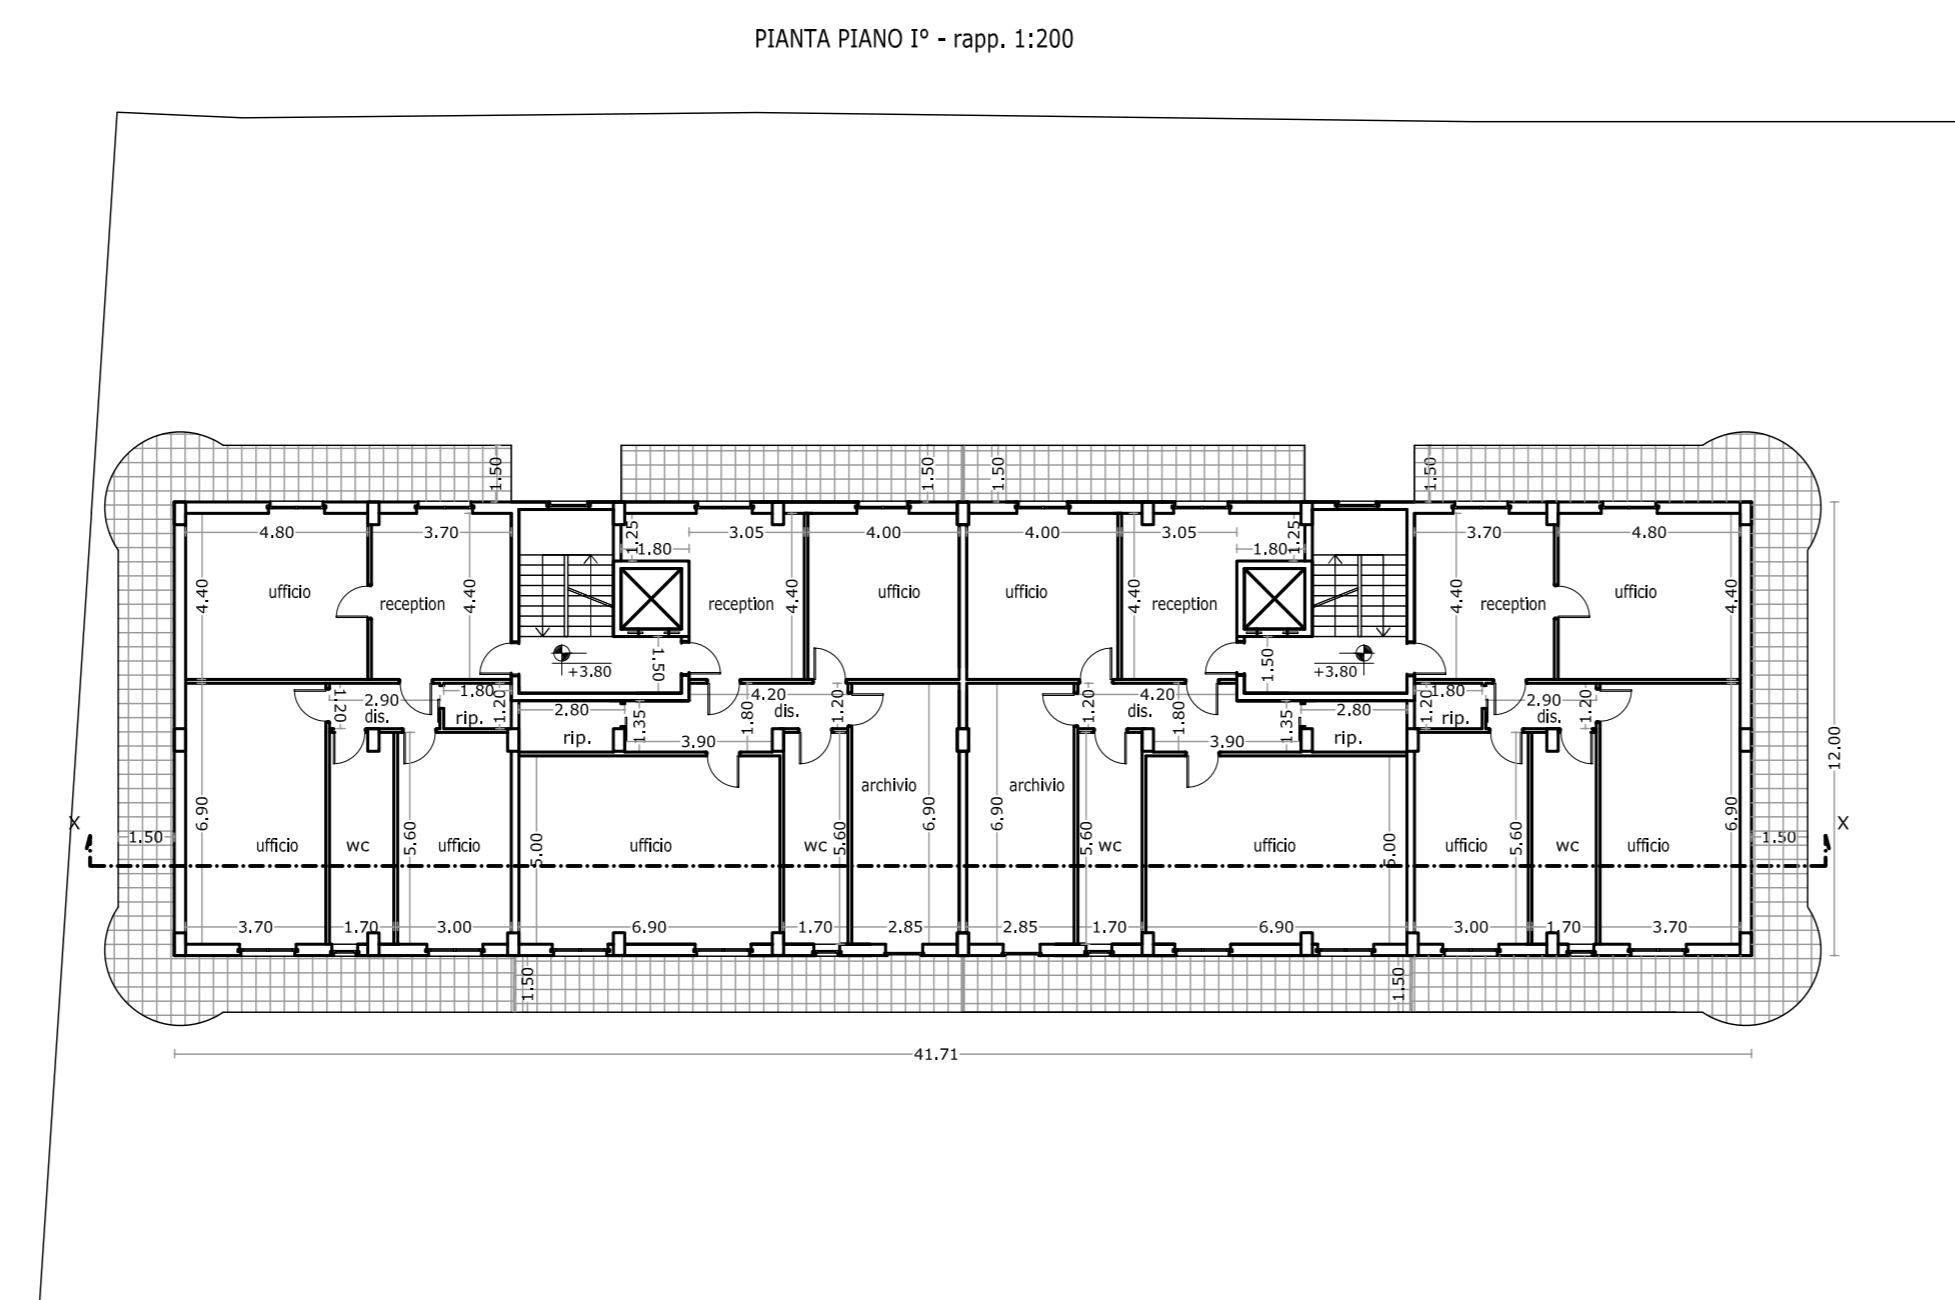 PIANTA PIANO I° - rapp. 1:200
1.50 1.50 1.50 1.50
4.80 3.70 1.25 1.80 3.05 4.00 4.00 3.05 1.80 1.25 3.70 4.80
4.40 ufficio reception 4.40 reception 4.40 ufficio ufficio 4.40 reception 4.40 reception ufficio 4.40
+3.80 1.50 1.50 +3.80
1.20 2.90 dis. 1.80 rip. 1.20 2.80 rip. 1.35 3.90 4.20 1.80 dis. 1.20 1.20 4.20 dis. 1.80 3.90 1.35 2.80 rip. 1.20 1.80 rip. 2.90 dis. 1.20
12.00
archivio archivio
X 1.50 6.90 ufficio wc 5.60 ufficio 5.00 ufficio wc 5.60 6.90 6.90 5.60 wc ufficio 5.00 ufficio 5.60 wc ufficio 6.90 1.50 X
3.70 1.70 3.00 6.90 1.70 2.85 2.85 1.70 6.90 3.00 1.70 3.70
1.50 1.50
41.71